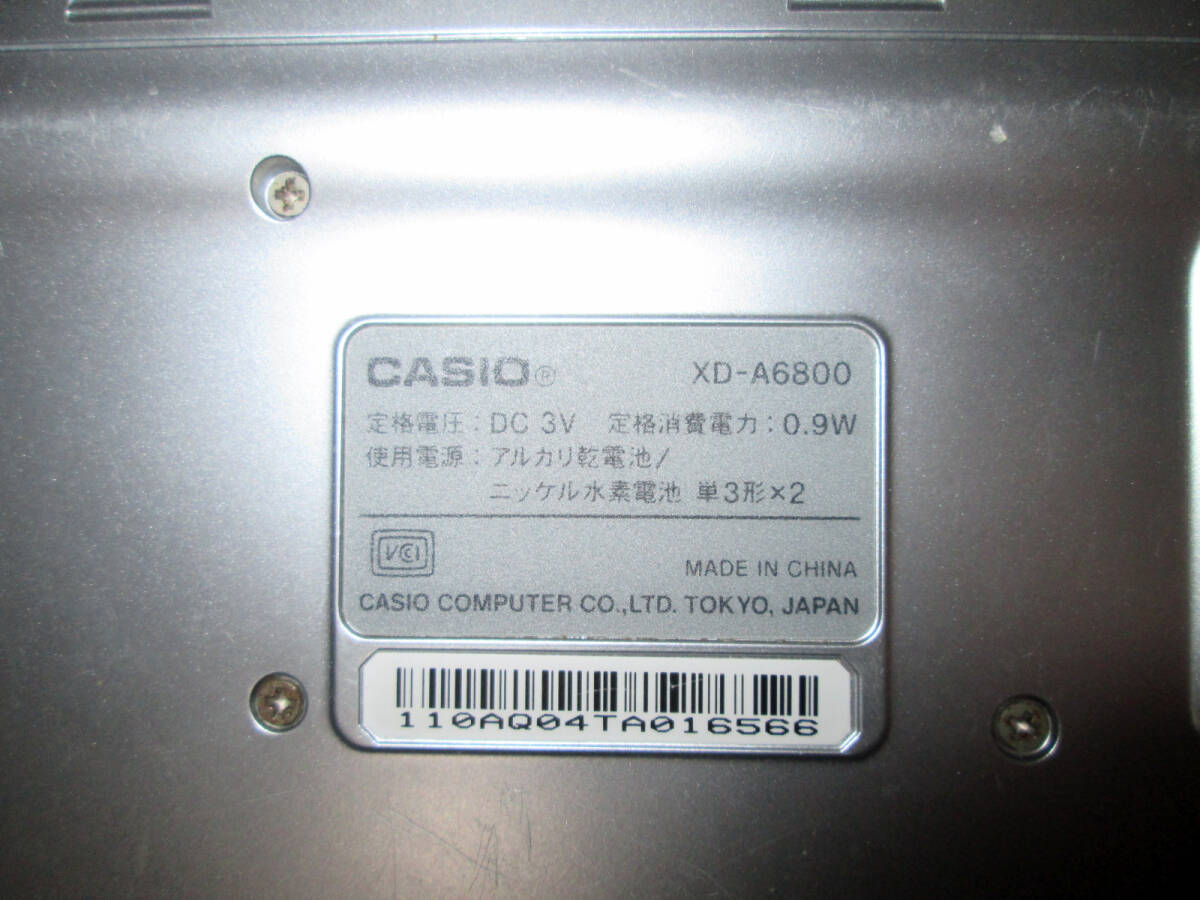 CASIO® XD-A6800
定格電圧：DC 3V 定格消費電力：0.9W
使用電源：アルカリ乾電池/
ニッケル水素電池 単3形×2
VCCI
MADE IN CHINA
CASIO COMPUTER CO.,LTD. TOKYO, JAPAN
110AQ04TA016566